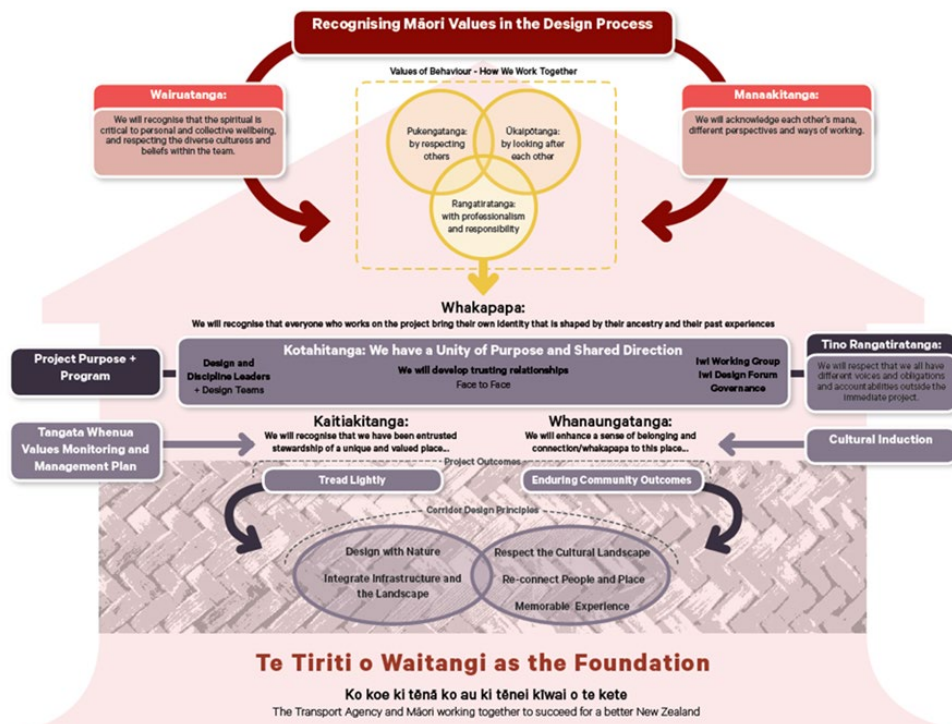 Recognising Māori Values in the Design Process
Values of Behaviour - How We Work Together
Wairuatanga:
We will recognise that the spiritual is
critical to personal and collective wellbeing,
and respecting the diverse culturess and
beliefs within the team.
Manaakitanga:
We will acknowledge each other's mana,
different perspectives and ways of working.
Pukengatanga:
by respecting
others
Ūkaipōtanga:
by looking after
each other
Rangatiratanga:
with professionalism
and responsibility
Whakapapa:
We will recognise that everyone who works on the project bring their own identity that is shaped by their ancestry and their past experiences
Project Purpose +
Program
Kotahitanga: We have a Unity of Purpose and Shared Direction
Design and
Discipline Leaders
+ Design Teams
We will develop trusting relationships
Face to Face
Iwi Working Group
Iwi Design Forum
Governance
Tino Rangatiratanga:
We will respect that we all have
different voices and obligations
and accountabilities outside the
immediate project.
Tangata Whenua
Values Monitoring and
Management Plan
Kaitiakitanga:
We will recognise that we have been entrusted
stewardship of a unique and valued place...
Whanaungatanga:
We will enhance a sense of belonging and
connection/whakapapa to this place...
Cultural Induction
Project Outcomes
Tread Lightly
Enduring Community Outcomes
Corridor Design Principles
Design with Nature
Integrate Infrastructure and
the Landscape
Respect the Cultural Landscape
Re-connect People and Place
Memorable Experience
Te Tiriti o Waitangi as the Foundation
Ko koe ki tēnā ko au ki tēnei kīwai o te kete
The Transport Agency and Māori working together to succeed for a better New Zealand